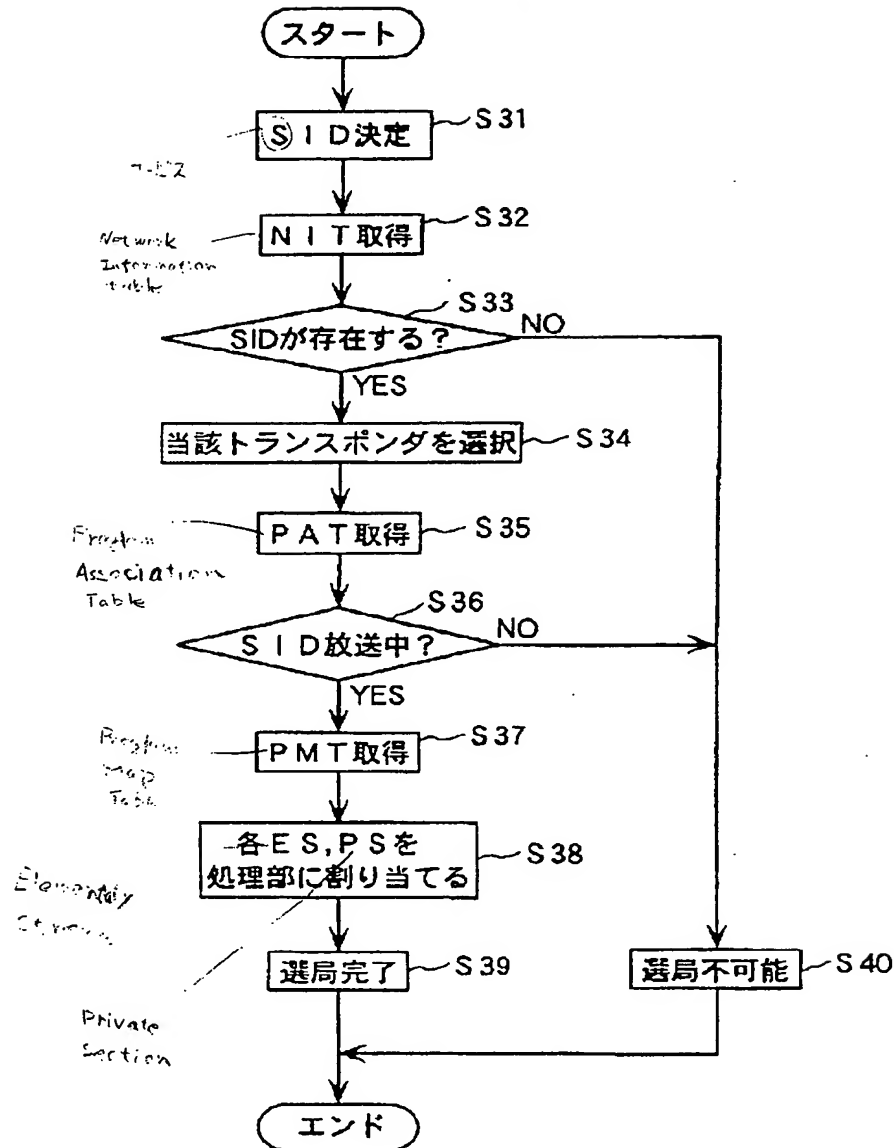 スタート
SID決定
S31
サービス
NIT取得
S32
Network
Information
table
S33
SIDが存在する?
NO
YES
当該トランスポンダを選択
S34
PAT取得
S35
Program
Association
Table
S36
SID放送中?
NO
YES
PMT取得
S37
Program
Map
Table
各ES,PSを
処理部に割り当てる
S38
Elementary
Stream
選局完了
S39
選局不可能
S40
Private
Section
エンド